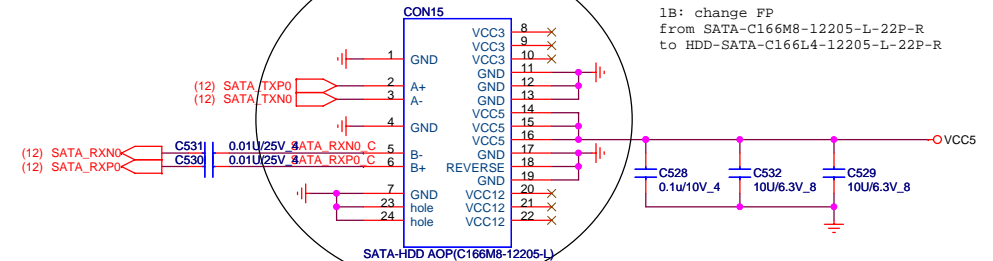 CON15
1B: change FP
from SATA-C166M8-12205-L-22P-R
to HDD-SATA-C166L4-12205-L-22P-R
VCC3 8
VCC3 9
VCC3 10
1 GND
GND 11
(12) SATA_TXP0 2 A+
GND 12
(12) SATA_TXN0 3 A-
GND 13
VCC5 14
4 GND
VCC5 15
VCC5 16
VCC5
(12) SATA_RXN0 C531 0.01U/25V_4 SATA_RXN0_C 5 B-
GND 17
(12) SATA_RXP0 C530 0.01U/25V_4 SATA_RXP0_C 6 B+
REVERSE 18
GND 19
C528
0.1u/10V_4
C532
10U/6.3V_8
C529
10U/6.3V_8
7 GND
VCC12 20
23 hole
VCC12 21
24 hole
VCC12 22
SATA-HDD AOP(C166M8-12205-L)